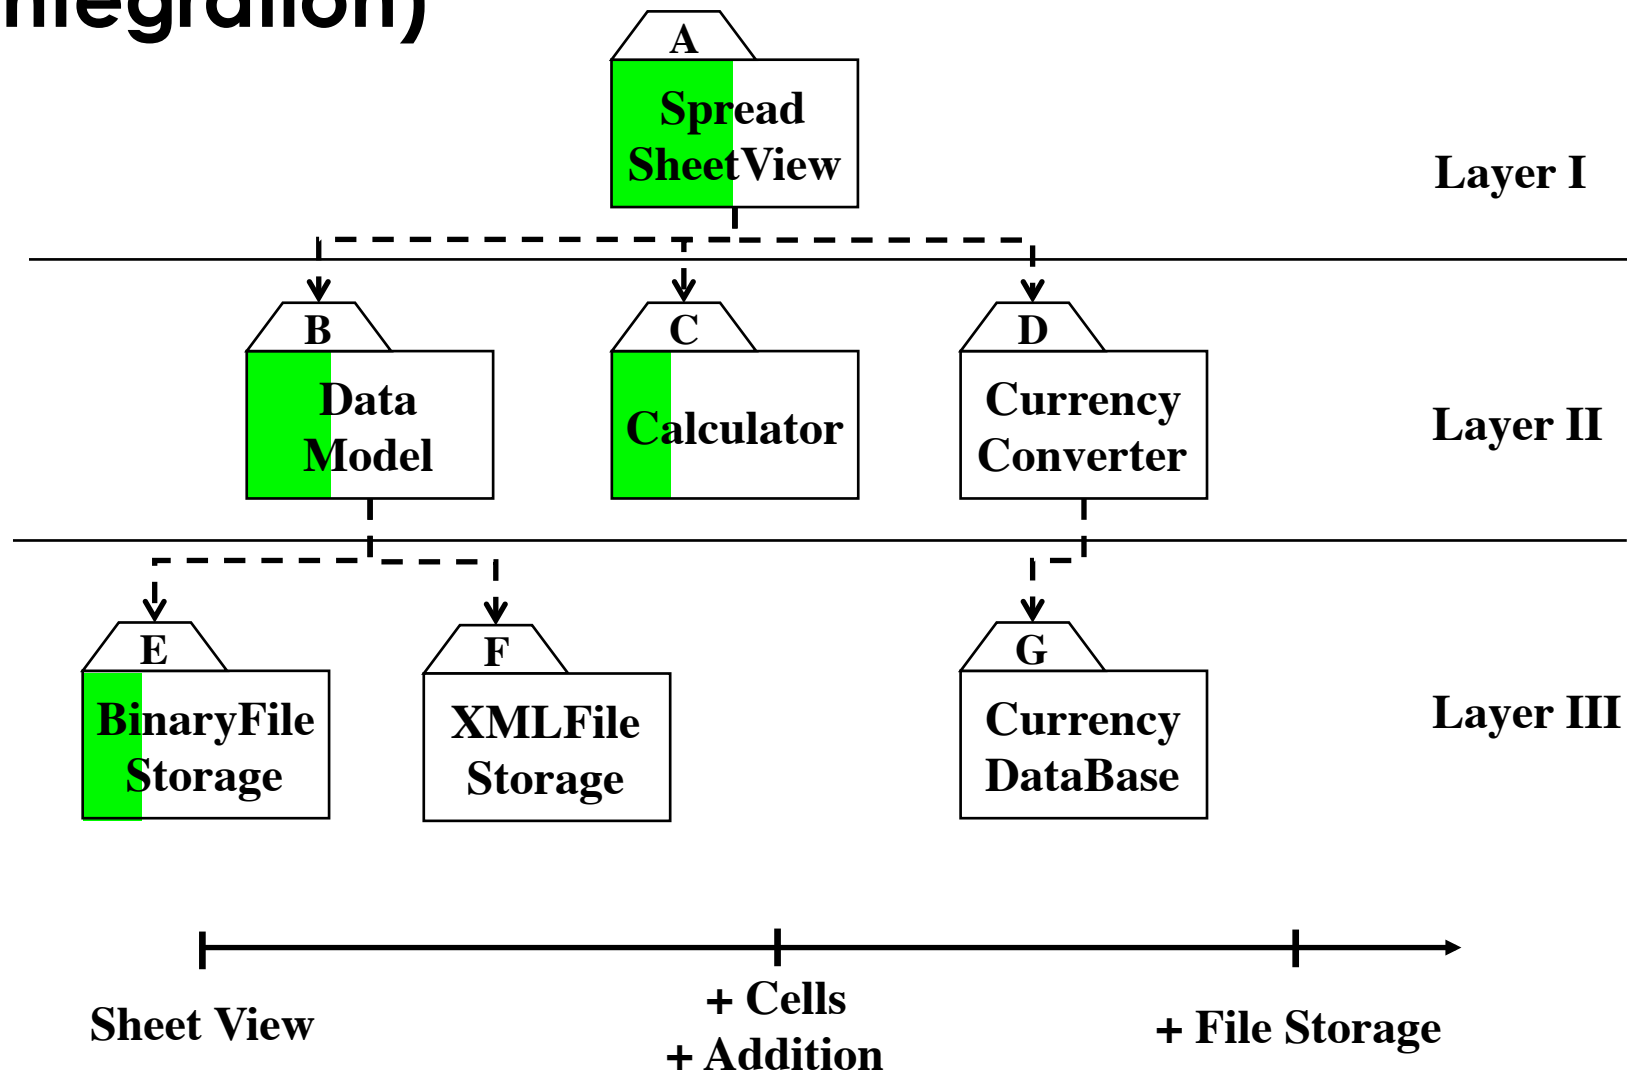 ntegration)
A
Spread
SheetView
Layer I
B
C
D
Data
Model
Calculator
Currency
Converter
Layer II
E
F
G
BinaryFile
Storage
XMLFile
Storage
Currency
DataBase
Layer III
Sheet View
+ Cells
+ Addition
+ File Storage